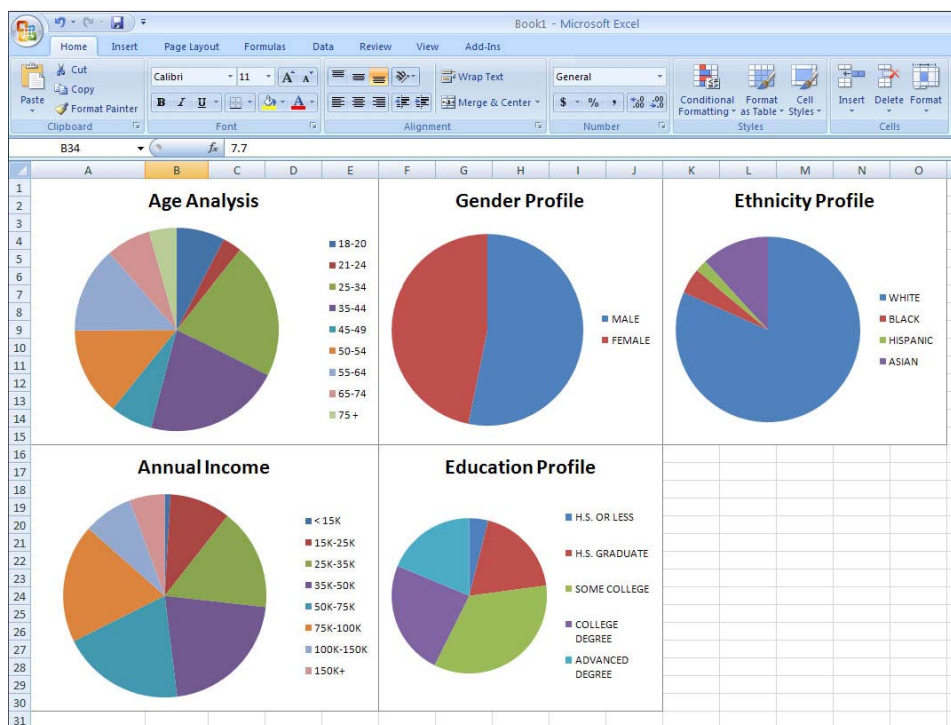 Book1 - Microsoft Excel
Home Insert Page Layout Formulas Data Review View Add-Ins
Paste
Cut
Copy
Format Painter
Clipboard
Calibri 11 A A
B I U A
Font
Wrap Text
Merge & Center
Alignment
General
$ % , .0 .00 .00 .0
Number
Conditional Formatting
Format as Table
Cell Styles
Styles
Insert Delete Format
Cells
B34 fx 7.7
A B C D E F G H I J K L M N O
1
2
3
4
5
6
7
8
9
10
11
12
13
14
15
16
17
18
19
20
21
22
23
24
25
26
27
28
29
30
31
Age Analysis
18-20
21-24
25-34
35-44
45-49
50-54
55-64
65-74
75 +
Gender Profile
MALE
FEMALE
Ethnicity Profile
WHITE
BLACK
HISPANIC
ASIAN
Annual Income
< 15K
15K-25K
25K-35K
35K-50K
50K-75K
75K-100K
100K-150K
150K+
Education Profile
H.S. OR LESS
H.S. GRADUATE
SOME COLLEGE
COLLEGE
DEGREE
ADVANCED
DEGREE